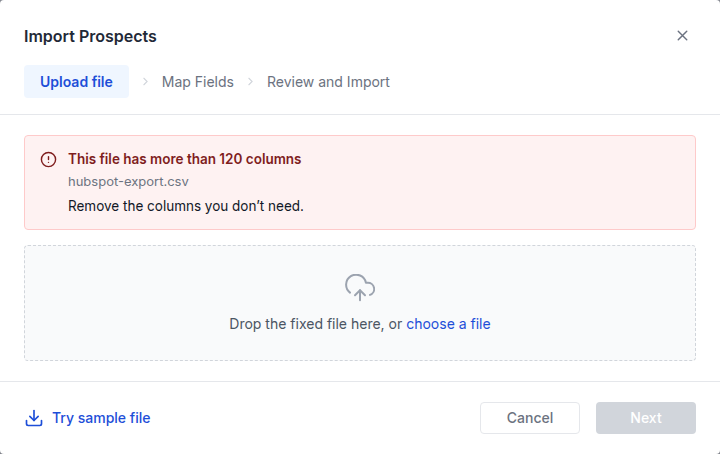 Import Prospects
Upload file
Map Fields
Review and Import
This file has more than 120 columns
hubspot-export.csv
Remove the columns you don’t need.
Drop the fixed file here, or choose a file
Try sample file
Cancel
Next